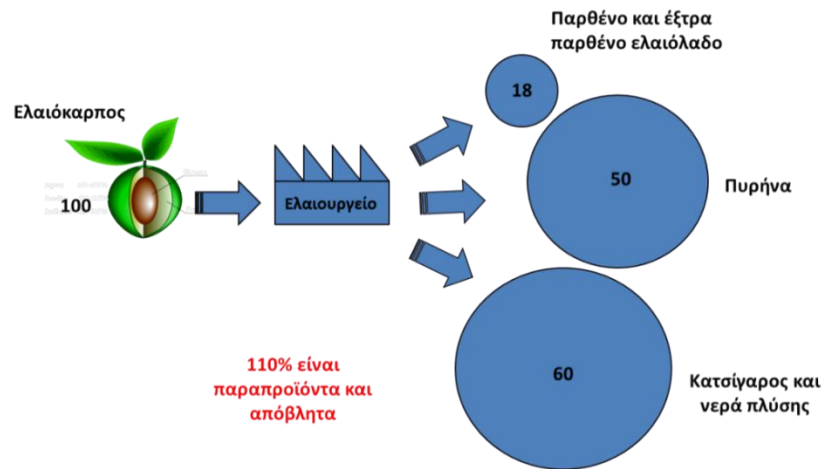 Παρθένο και έξτρα
παρθένο ελαιόλαδο
18
Ελαιόκαρπος
100
Ελαιουργείο
50
Πυρήνα
110% είναι
παραπροϊόντα και
απόβλητα
60
Κατσίγαρος και
νερά πλύσης